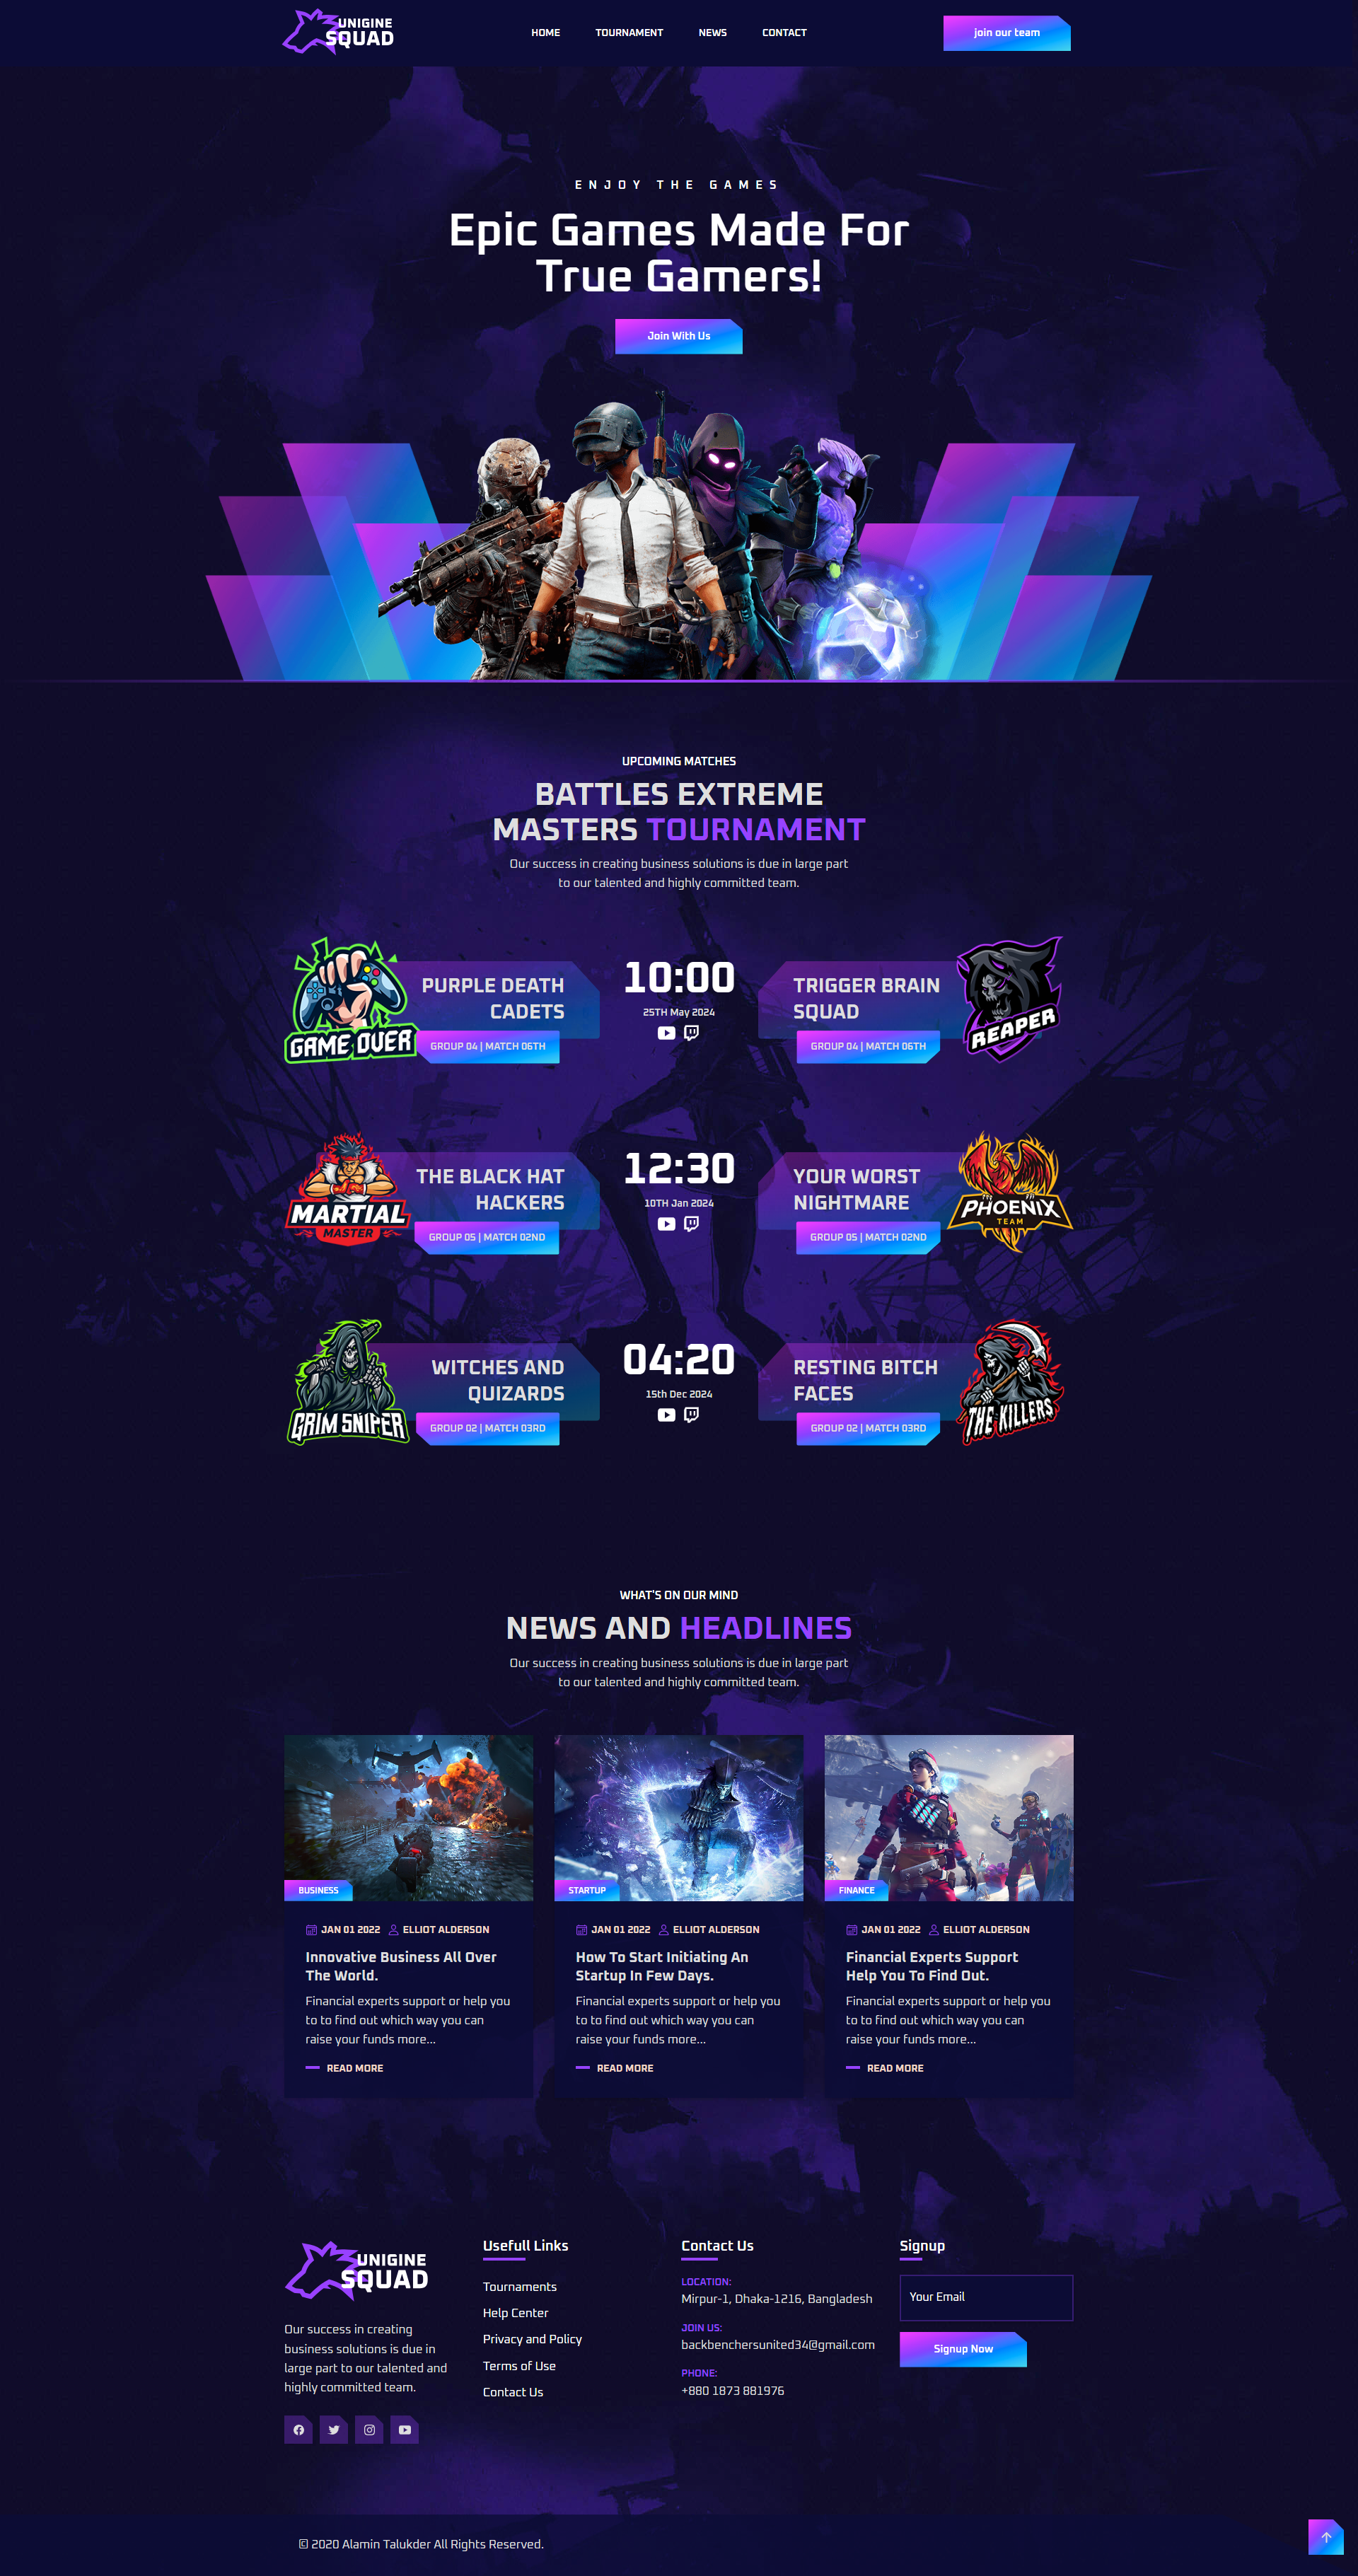 UNIGINE
SQUAD
HOME
TOURNAMENT
NEWS
CONTACT
join our team
ENJOY THE GAMES
Epic Games Made For
True Gamers!
Join With Us
UPCOMING MATCHES
BATTLES EXTREME
MASTERS TOURNAMENT
Our success in creating business solutions is due in large part
to our talented and highly committed team.
GAME OVER
PURPLE DEATH
CADETS
GROUP 04 | MATCH 06TH
10:00
25TH May 2024
TRIGGER BRAIN
SQUAD
GROUP 04 | MATCH 06TH
REAPER
MARTIAL
MASTER
THE BLACK HAT
HACKERS
GROUP 05 | MATCH 02ND
12:30
10TH Jan 2024
YOUR WORST
NIGHTMARE
GROUP 05 | MATCH 02ND
PHOENIX
TEAM
GRIM SNIPER
WITCHES AND
QUIZARDS
GROUP 02 | MATCH 03RD
04:20
15th Dec 2024
RESTING BITCH
FACES
GROUP 02 | MATCH 03RD
THE KILLERS
WHAT'S ON OUR MIND
NEWS AND HEADLINES
Our success in creating business solutions is due in large part
to our talented and highly committed team.
BUSINESS
JAN 01 2022 ELLIOT ALDERSON
Innovative Business All Over
The World.
Financial experts support or help you
to to find out which way you can
raise your funds more...
READ MORE
STARTUP
JAN 01 2022 ELLIOT ALDERSON
How To Start Initiating An
Startup In Few Days.
Financial experts support or help you
to to find out which way you can
raise your funds more...
READ MORE
FINANCE
JAN 01 2022 ELLIOT ALDERSON
Financial Experts Support
Help You To Find Out.
Financial experts support or help you
to to find out which way you can
raise your funds more...
READ MORE
UNIGINE
SQUAD
Our success in creating
business solutions is due in
large part to our talented and
highly committed team.
Usefull Links
Tournaments
Help Center
Privacy and Policy
Terms of Use
Contact Us
Contact Us
LOCATION:
Mirpur-1, Dhaka-1216, Bangladesh
JOIN US:
backbenchersunited34@gmail.com
PHONE:
+880 1873 881976
Signup
Your Email
Signup Now
© 2020 Alamin Talukder All Rights Reserved.